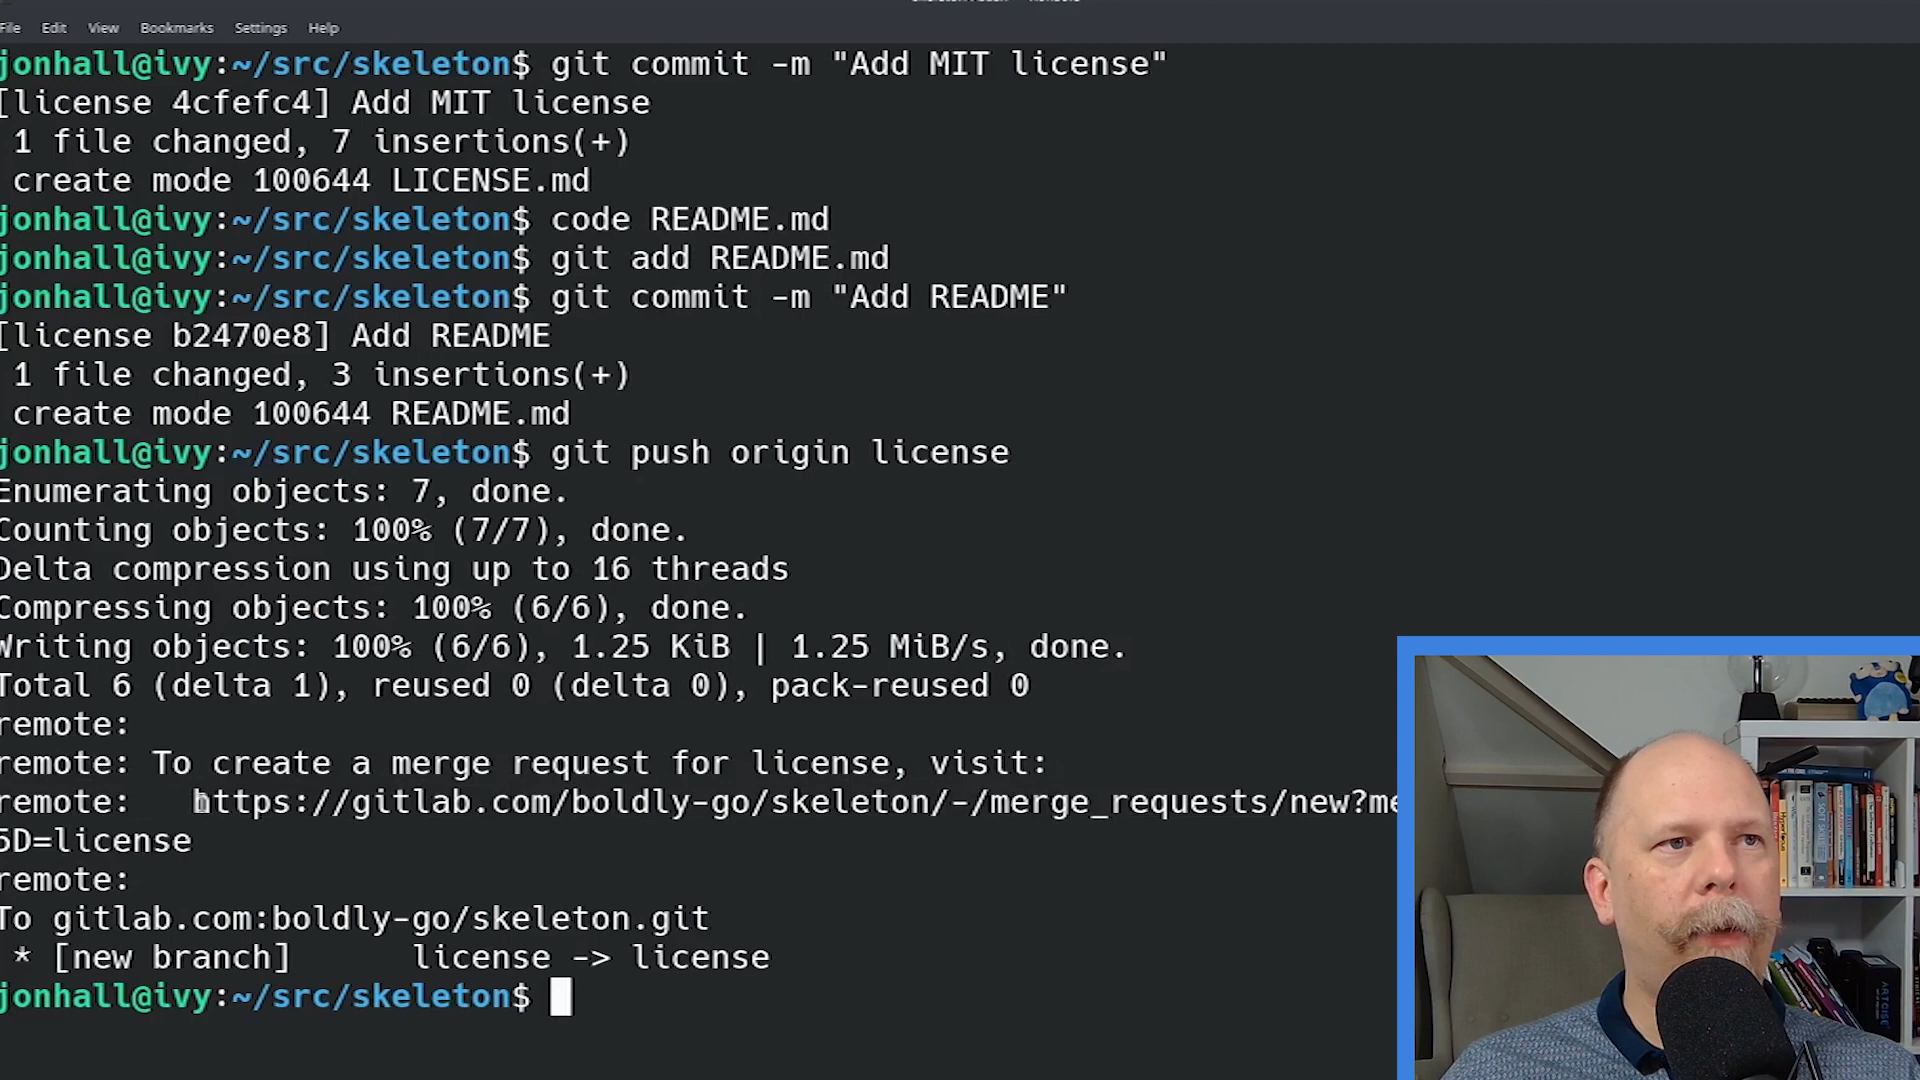 File Edit View Bookmarks Settings Help
jonhall@ivy:~/src/skeleton$ git commit -m "Add MIT license"
[license 4cfefc4] Add MIT license
1 file changed, 7 insertions(+)
create mode 100644 LICENSE.md
jonhall@ivy:~/src/skeleton$ code README.md
jonhall@ivy:~/src/skeleton$ git add README.md
jonhall@ivy:~/src/skeleton$ git commit -m "Add README"
[license b2470e8] Add README
1 file changed, 3 insertions(+)
create mode 100644 README.md
jonhall@ivy:~/src/skeleton$ git push origin license
Enumerating objects: 7, done.
Counting objects: 100% (7/7), done.
Delta compression using up to 16 threads
Compressing objects: 100% (6/6), done.
Writing objects: 100% (6/6), 1.25 KiB | 1.25 MiB/s, done.
Total 6 (delta 1), reused 0 (delta 0), pack-reused 0
remote:
remote: To create a merge request for license, visit:
remote: https://gitlab.com/boldly-go/skeleton/-/merge_requests/new?me
5D=license
remote:
To gitlab.com:boldly-go/skeleton.git
* [new branch] license -> license
jonhall@ivy:~/src/skeleton$